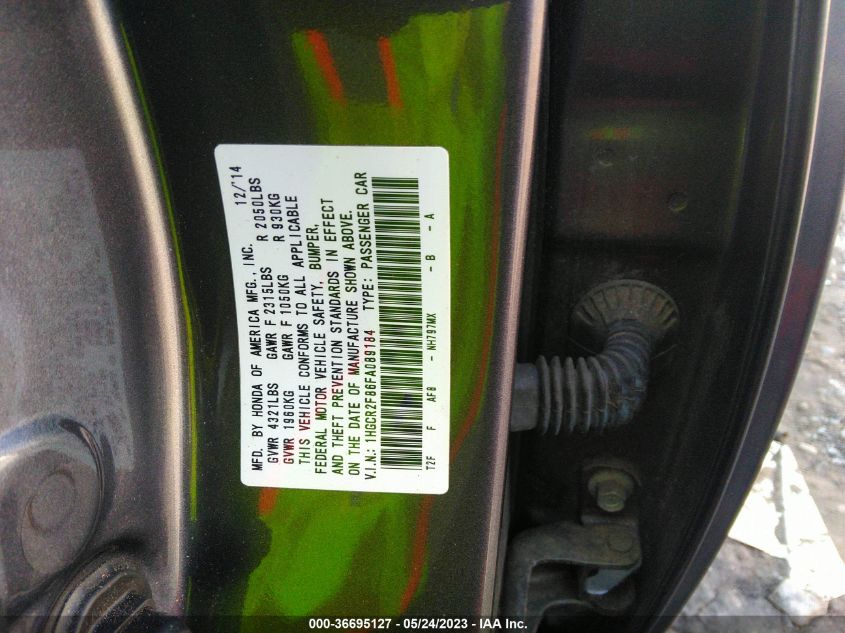 MFD. BY HONDA OF AMERICA MFG., INC. 12/'14
GVWR 4321LBS GAWR F 2315LBS R 2050LBS
GVWR 1960KG GAWR F 1050KG R 930KG
THIS VEHICLE CONFORMS TO ALL APPLICABLE
FEDERAL MOTOR VEHICLE SAFETY, BUMPER,
AND THEFT PREVENTION STANDARDS IN EFFECT
ON THE DATE OF MANUFACTURE SHOWN ABOVE.
V.I.N.: 1HGCR2F86FA089184 TYPE: PASSENGER CAR
T2F F AF8 - NH797MX - B - A
000-36695127 - 05/24/2023 - IAA Inc.